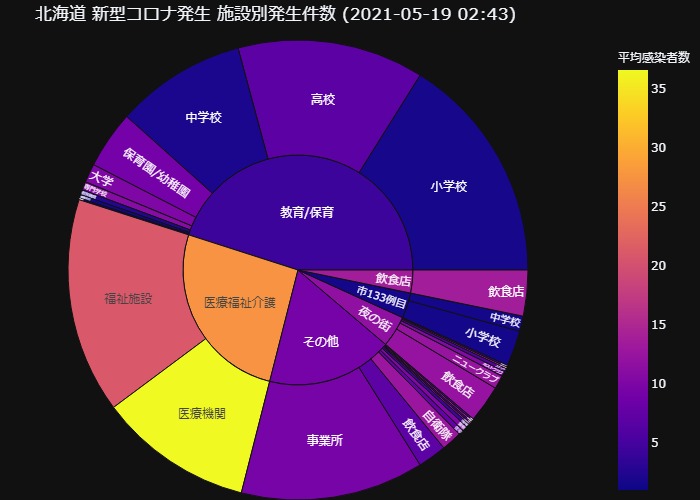 北海道 新型コロナ発生 施設別発生件数 (2021-05-19 02:43)
平均感染者数
35
30
25
20
15
10
5
高校
中学校
小学校
保育園/幼稚園
大学
専門学校
教育/保育
飲食店
飲食店
市133例目
中学校
小学校
夜の街
ニュークラブ
飲食店
福祉施設
医療福祉介護
医療機関
その他
事業所
飲食店
自衛隊